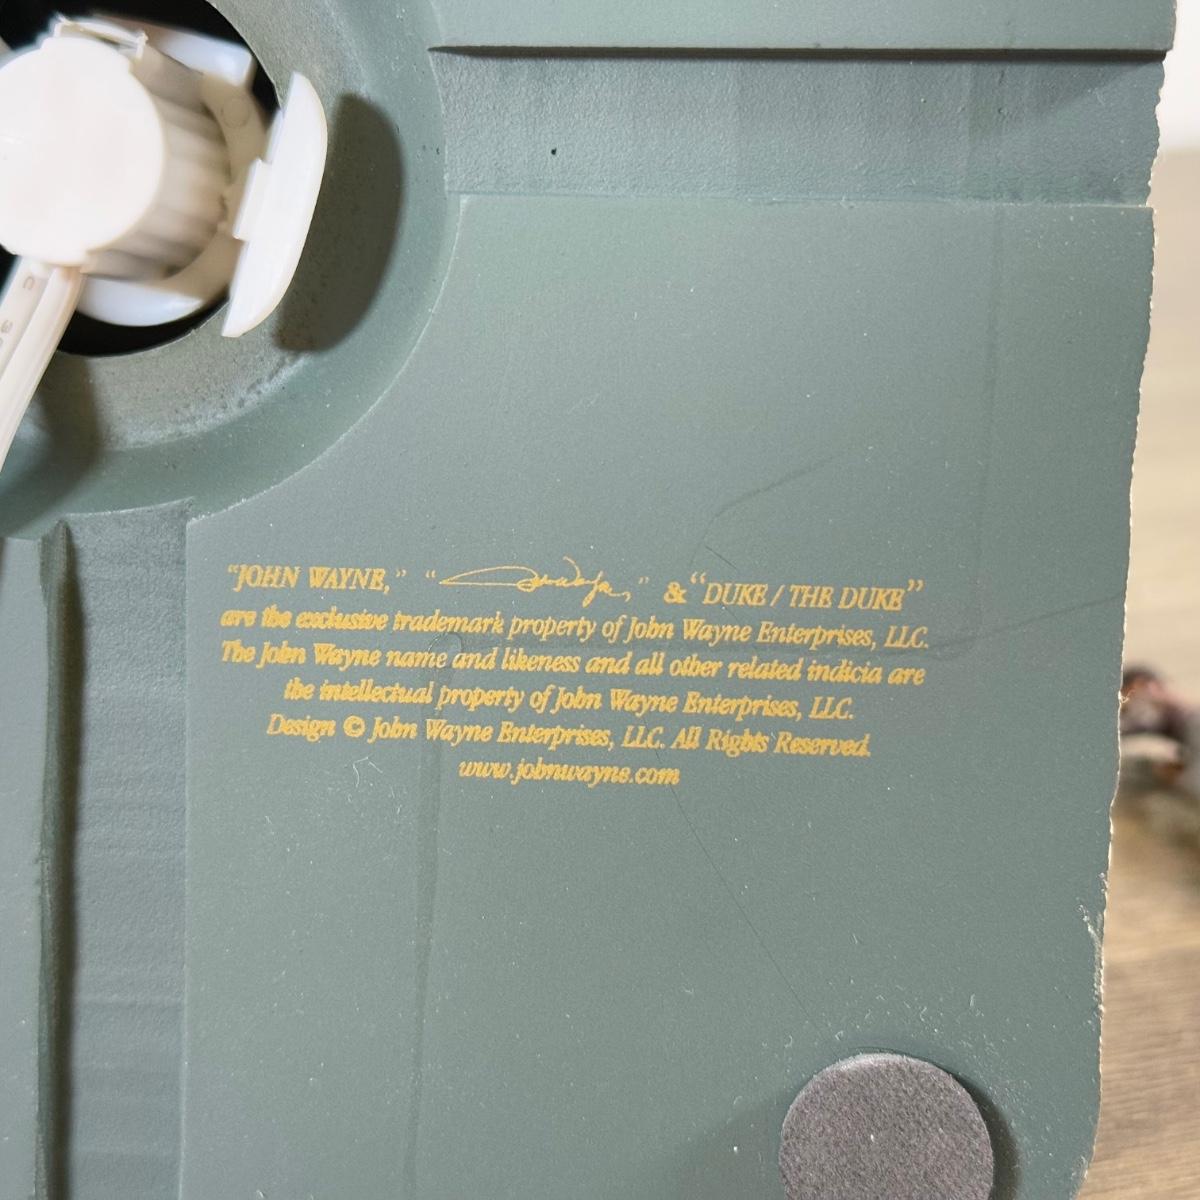 "JOHN WAYNE," " " & "DUKE / THE DUKE"
are the exclusive trademark property of John Wayne Enterprises, LLC.
The John Wayne name and likeness and all other related indicia are
the intellectual property of John Wayne Enterprises, LLC.
Design © John Wayne Enterprises, LLC. All Rights Reserved.
www.johnwayne.com